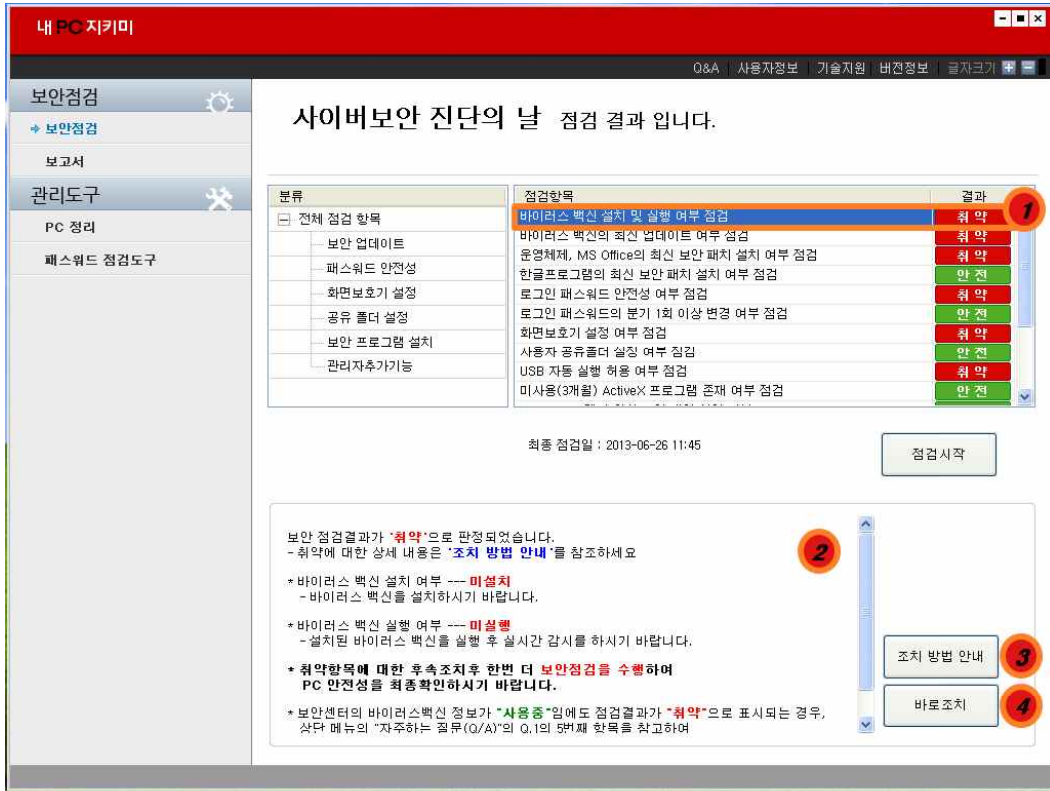 내PC지키미
Q&A 사용자정보 기술지원 버전정보 글자크기
보안점검
보안점검
보고서
관리도구
PC 정리
패스워드 점검도구
사이버보안 진단의 날 점검 결과 입니다.
분류
전체 점검 항목
보안 업데이트
패스워드 안전성
화면보호기 설정
공유 폴더 설정
보안 프로그램 설치
관리자추가기능
점검항목 결과
바이러스 백신 설치 및 실행 여부 점검 취 약 1
바이러스 백신의 최신 업데이트 여부 점검 취 약
운영체제, MS Office의 최신 보안 패치 설치 여부 점검 취 약
한글프로그램의 최신 보안 패치 설치 여부 점검 안 전
로그인 패스워드 안전성 여부 점검 취 약
로그인 패스워드의 분기 1회 이상 변경 여부 점검 안 전
화면보호기 설정 여부 점검 취 약
사용자 공유폴더 설정 여부 점검 안 전
USB 자동 실행 허용 여부 점검 취 약
미사용(3개월) ActiveX 프로그램 존재 여부 점검 안 전
최종 점검일 : 2013-06-26 11:45
점검시작
2
보안 점검결과가 '취약'으로 판정되었습니다.
- 취약에 대한 상세 내용은 '조치 방법 안내'를 참조하세요
* 바이러스 백신 설치 여부 --- 미설치
- 바이러스 백신을 설치하시기 바랍니다.
* 바이러스 백신 실행 여부 --- 미실행
- 설치된 바이러스 백신을 실행 후 실시간 감시를 하시기 바랍니다.
* 취약항목에 대한 후속조치후 한번 더 보안점검을 수행하여
PC 안전성을 최종확인하시기 바랍니다.
* 보안센터의 바이러스백신 정보가 "사용중"임에도 점검결과가 "취약"으로 표시되는 경우,
상단 메뉴의 "자주하는 질문(Q/A)"의 Q.1의 5번째 항목을 참고하여
조치 방법 안내 3
바로조치 4